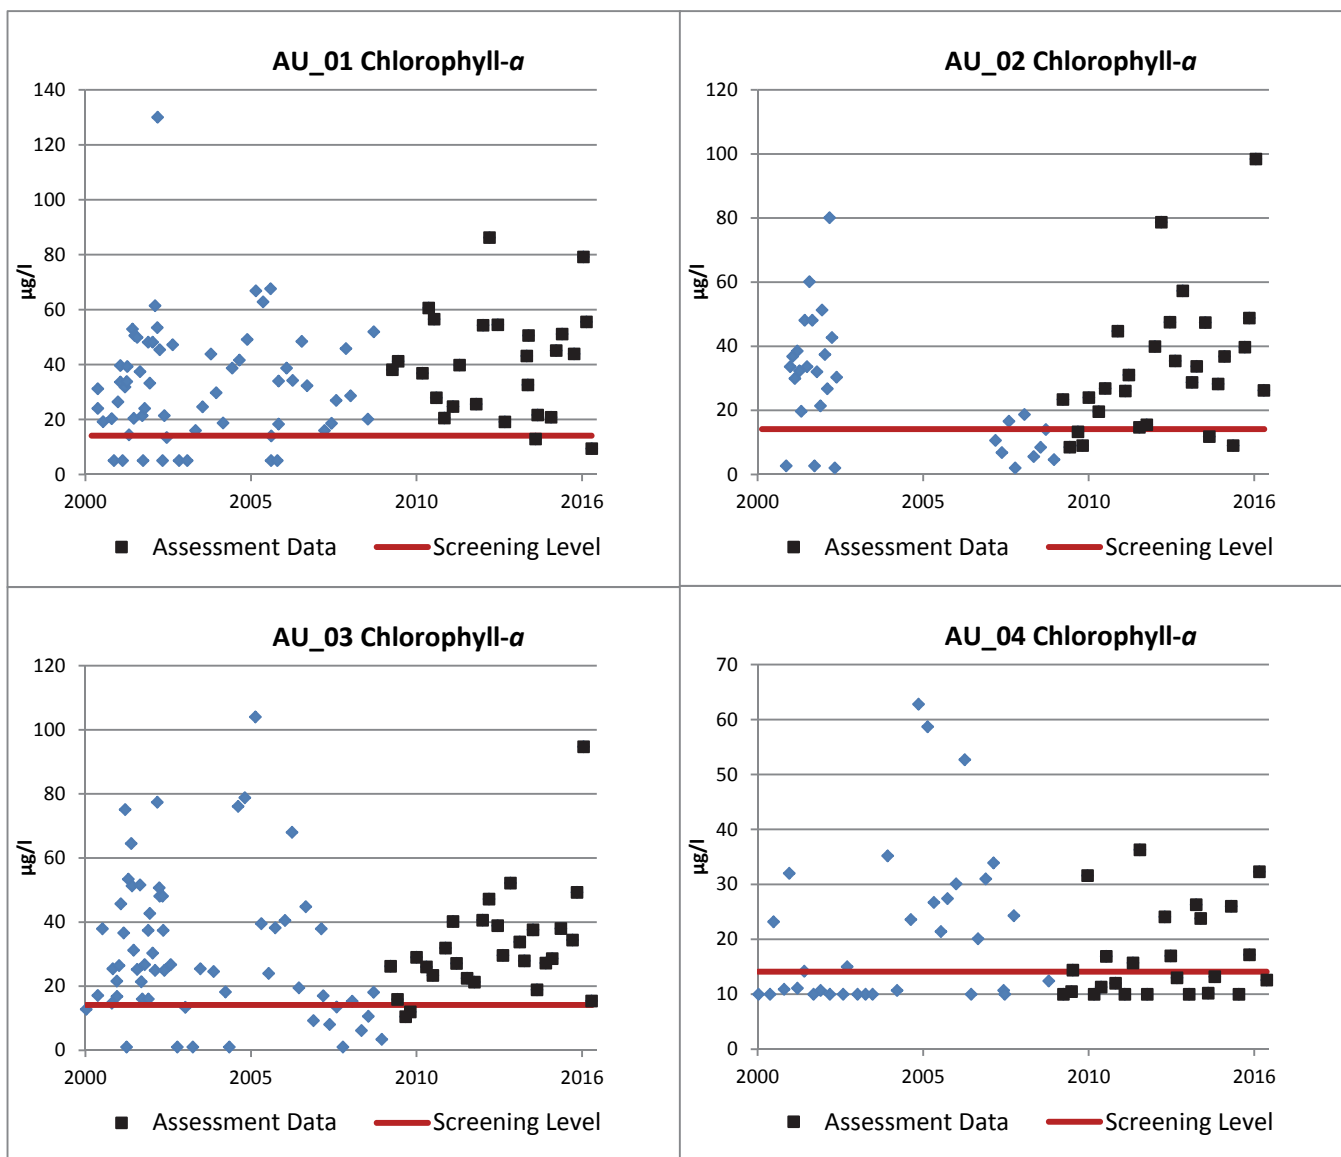 AU_01 Chlorophyll-a
140
120
100
80
60
40
20
0
µg/l
2000 2005 2010 2016
Assessment Data Screening Level
AU_02 Chlorophyll-a
120
100
80
60
40
20
0
µg/l
2000 2005 2010 2016
Assessment Data Screening Level
AU_03 Chlorophyll-a
120
100
80
60
40
20
0
µg/l
2000 2005 2010 2016
Assessment Data Screening Level
AU_04 Chlorophyll-a
70
60
50
40
30
20
10
0
µg/l
2000 2005 2010 2016
Assessment Data Screening Level